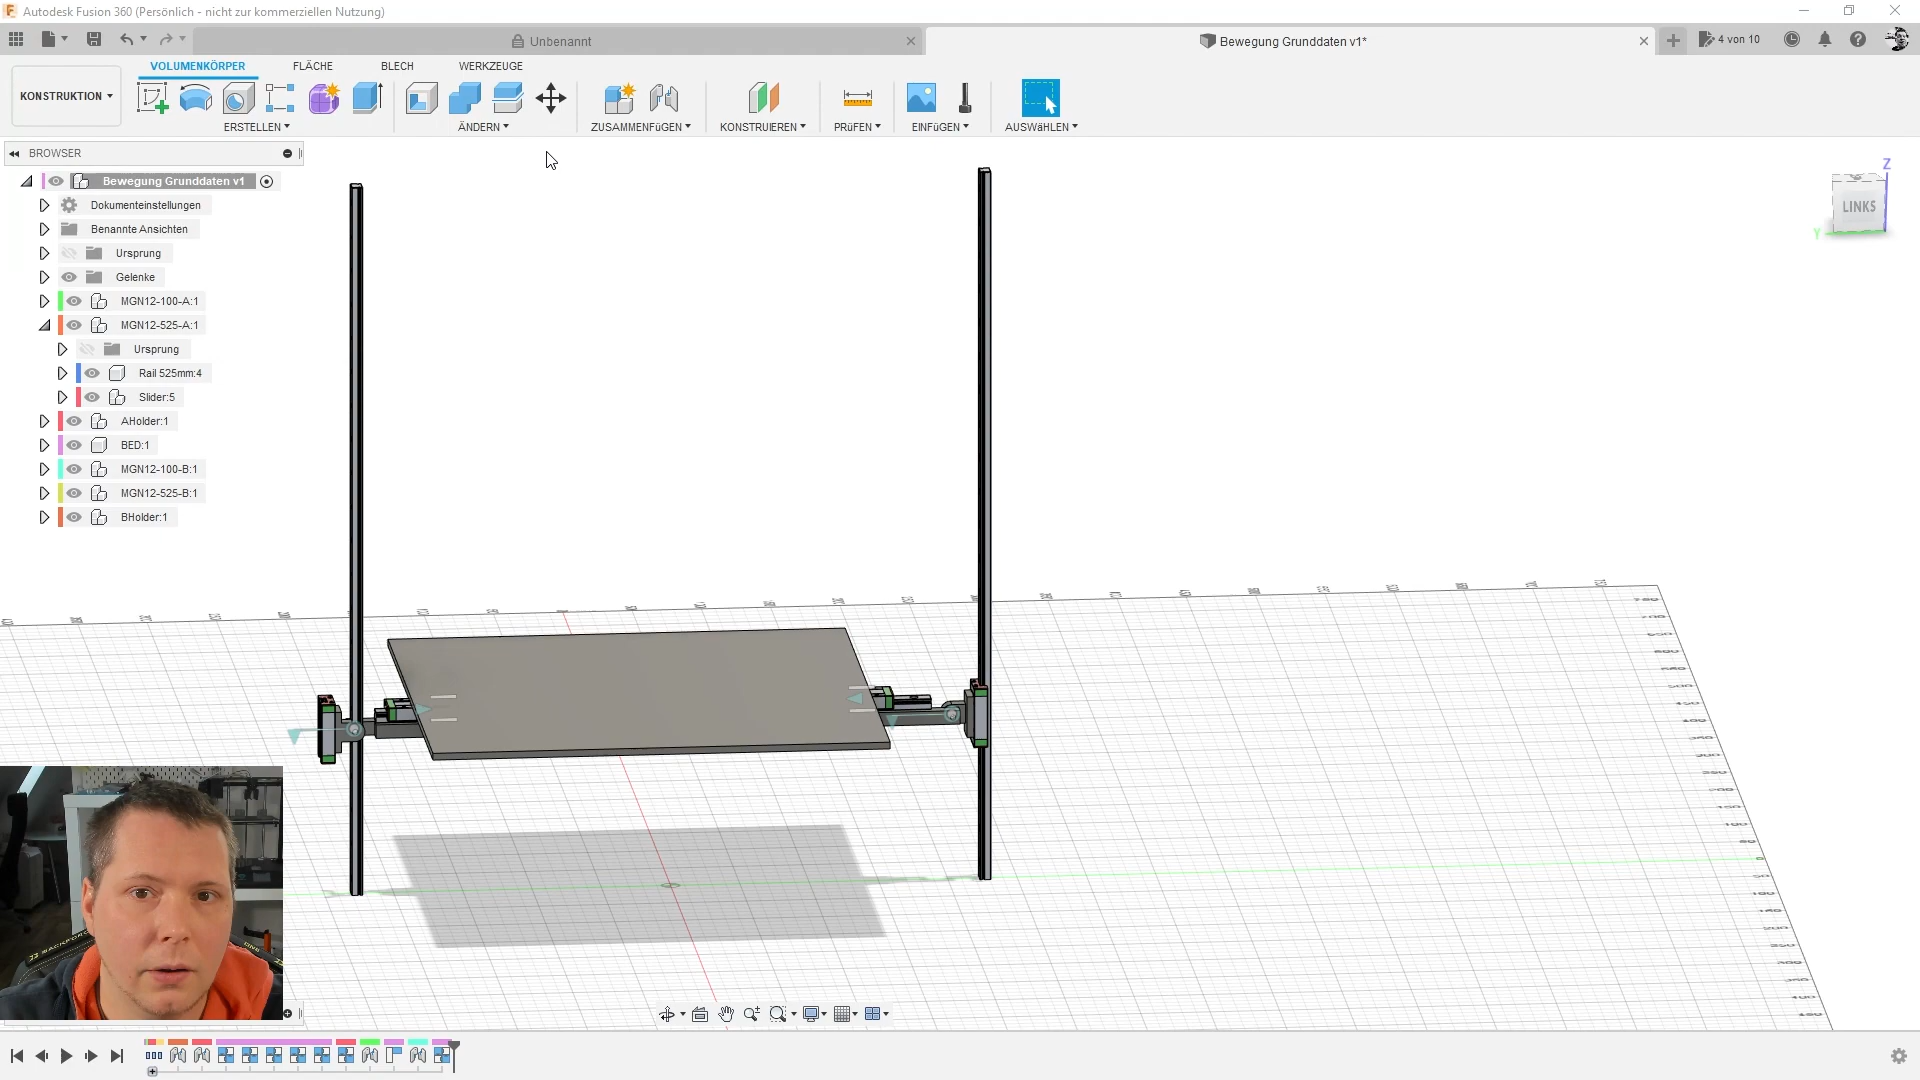 Autodesk Fusion 360 (Persönlich - nicht zur kommerziellen Nutzung)
Unbenannt
Bewegung Grunddaten v1*
4 von 10
VOLUMENKÖRPER
FLÄCHE
BLECH
WERKZEUGE
KONSTRUKTION
ERSTELLEN
ÄNDERN
ZUSAMMENFüGEN
KONSTRUIEREN
PRüFEN
EINFüGEN
AUSWäHLEN
BROWSER
Bewegung Grunddaten v1
Dokumenteinstellungen
Benannte Ansichten
Ursprung
Gelenke
MGN12-100-A:1
MGN12-525-A:1
Ursprung
Rail 525mm:4
Slider:5
AHolder:1
BED:1
MGN12-100-B:1
MGN12-525-B:1
BHolder:1
Z
LINKS
Y